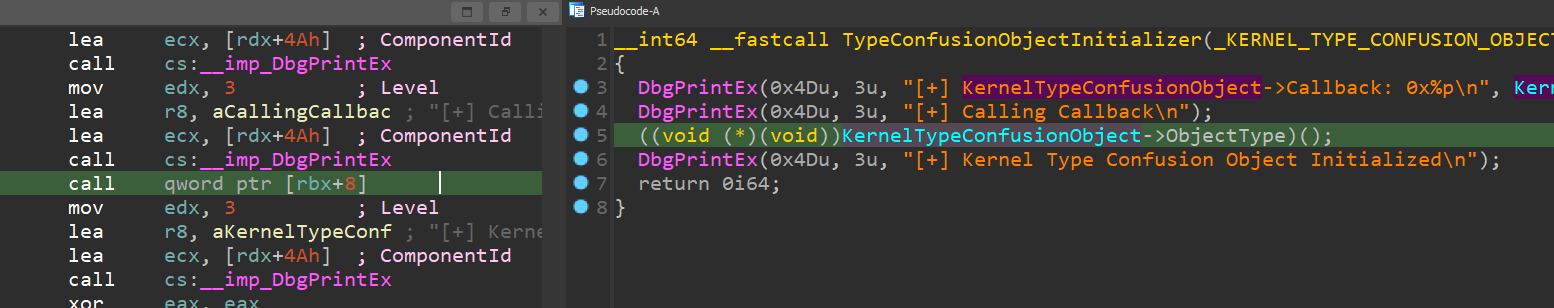 lea ecx, [rdx+4Ah] ; ComponentId
call cs:__imp_DbgPrintEx
mov edx, 3 ; Level
lea r8, aCallingCallbac ; "[+] Calli
lea ecx, [rdx+4Ah] ; ComponentId
call cs:__imp_DbgPrintEx
call qword ptr [rbx+8]
mov edx, 3 ; Level
lea r8, aKernelTypeConf ; "[+] Kerne
lea ecx, [rdx+4Ah] ; ComponentId
call cs:__imp_DbgPrintEx
xor eax, eax
Pseudocode-A
1 __int64 __fastcall TypeConfusionObjectInitializer(_KERNEL_TYPE_CONFUSION_OBJECT
2 {
3 DbgPrintEx(0x4Du, 3u, "[+] KernelTypeConfusionObject->Callback: 0x%p\n", Kern
4 DbgPrintEx(0x4Du, 3u, "[+] Calling Callback\n");
5 ((void (*)(void))KernelTypeConfusionObject->ObjectType)();
6 DbgPrintEx(0x4Du, 3u, "[+] Kernel Type Confusion Object Initialized\n");
7 return 0i64;
8 }